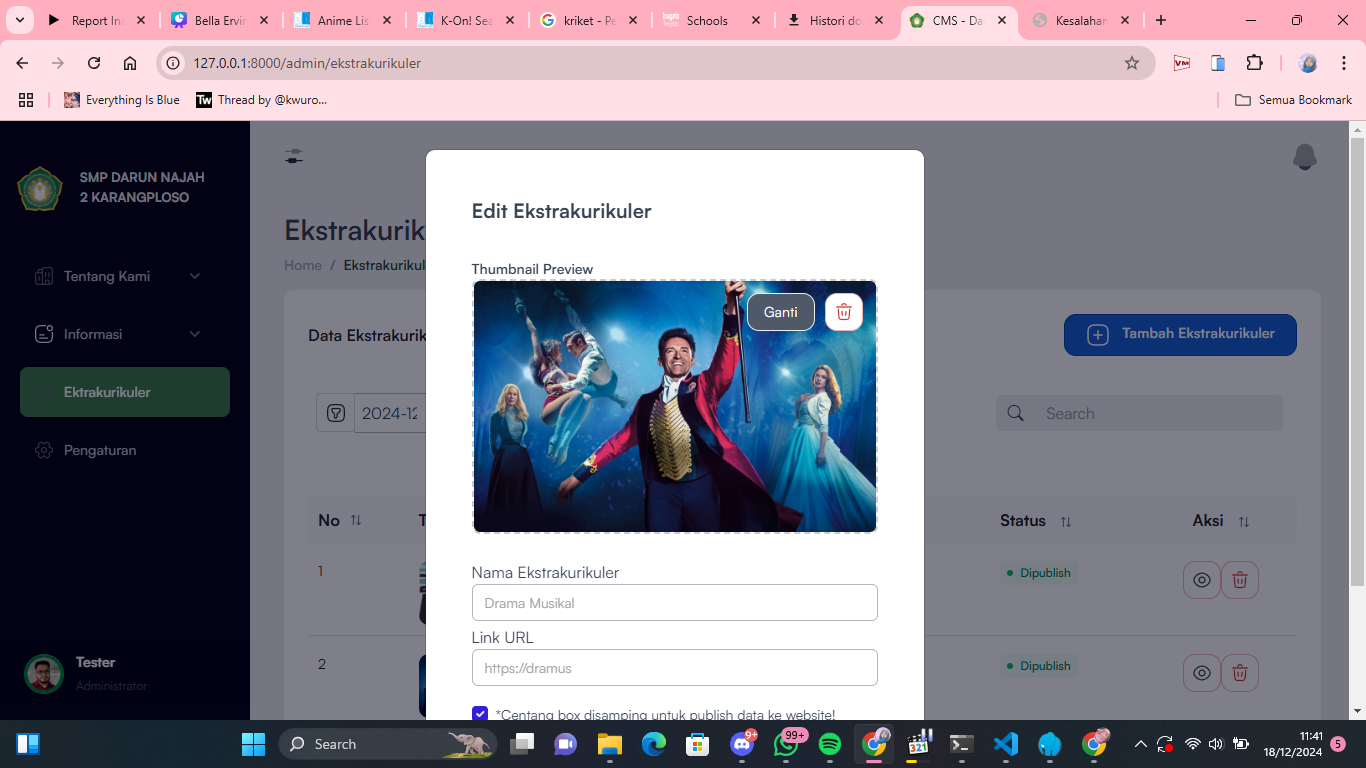 Report In
Bella Ervin
Anime Lis
K-On! Sea
kriket - Pe
Schools
Histori do
CMS - Da
Kesalahan
127.0.0.1:8000/admin/ekstrakurikuler
VM
Everything Is Blue
Tw
Thread by @kwuro...
Semua Bookmark
SMP DARUN NAJAH
2 KARANGPLOSO
Tentang Kami
Informasi
Ektrakurikuler
Pengaturan
Tester
Administrator
Ekstrakurik
Home / Ekstrakurikul
Data Ekstrakurik
Tambah Ekstrakurikuler
2024-12
Search
No
T
Status
Aksi
1
Dipublish
2
Dipublish
Edit Ekstrakurikuler
Thumbnail Preview
Ganti
Nama Ekstrakurikuler
Drama Musikal
Link URL
https://dramus
*Centang box disamping untuk publish data ke website!
Search
9+
99+
321
11:41
18/12/2024
5